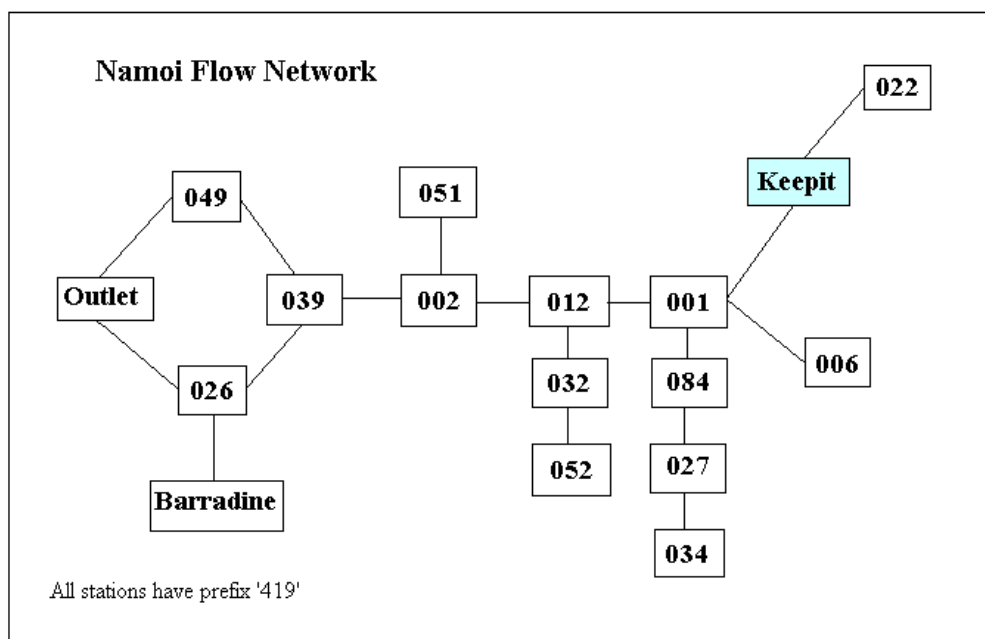 Namoi Flow Network
022
Keepit
051
049
Outlet
039
002
012
001
006
026
032
084
052
027
Barradine
034
All stations have prefix '419'